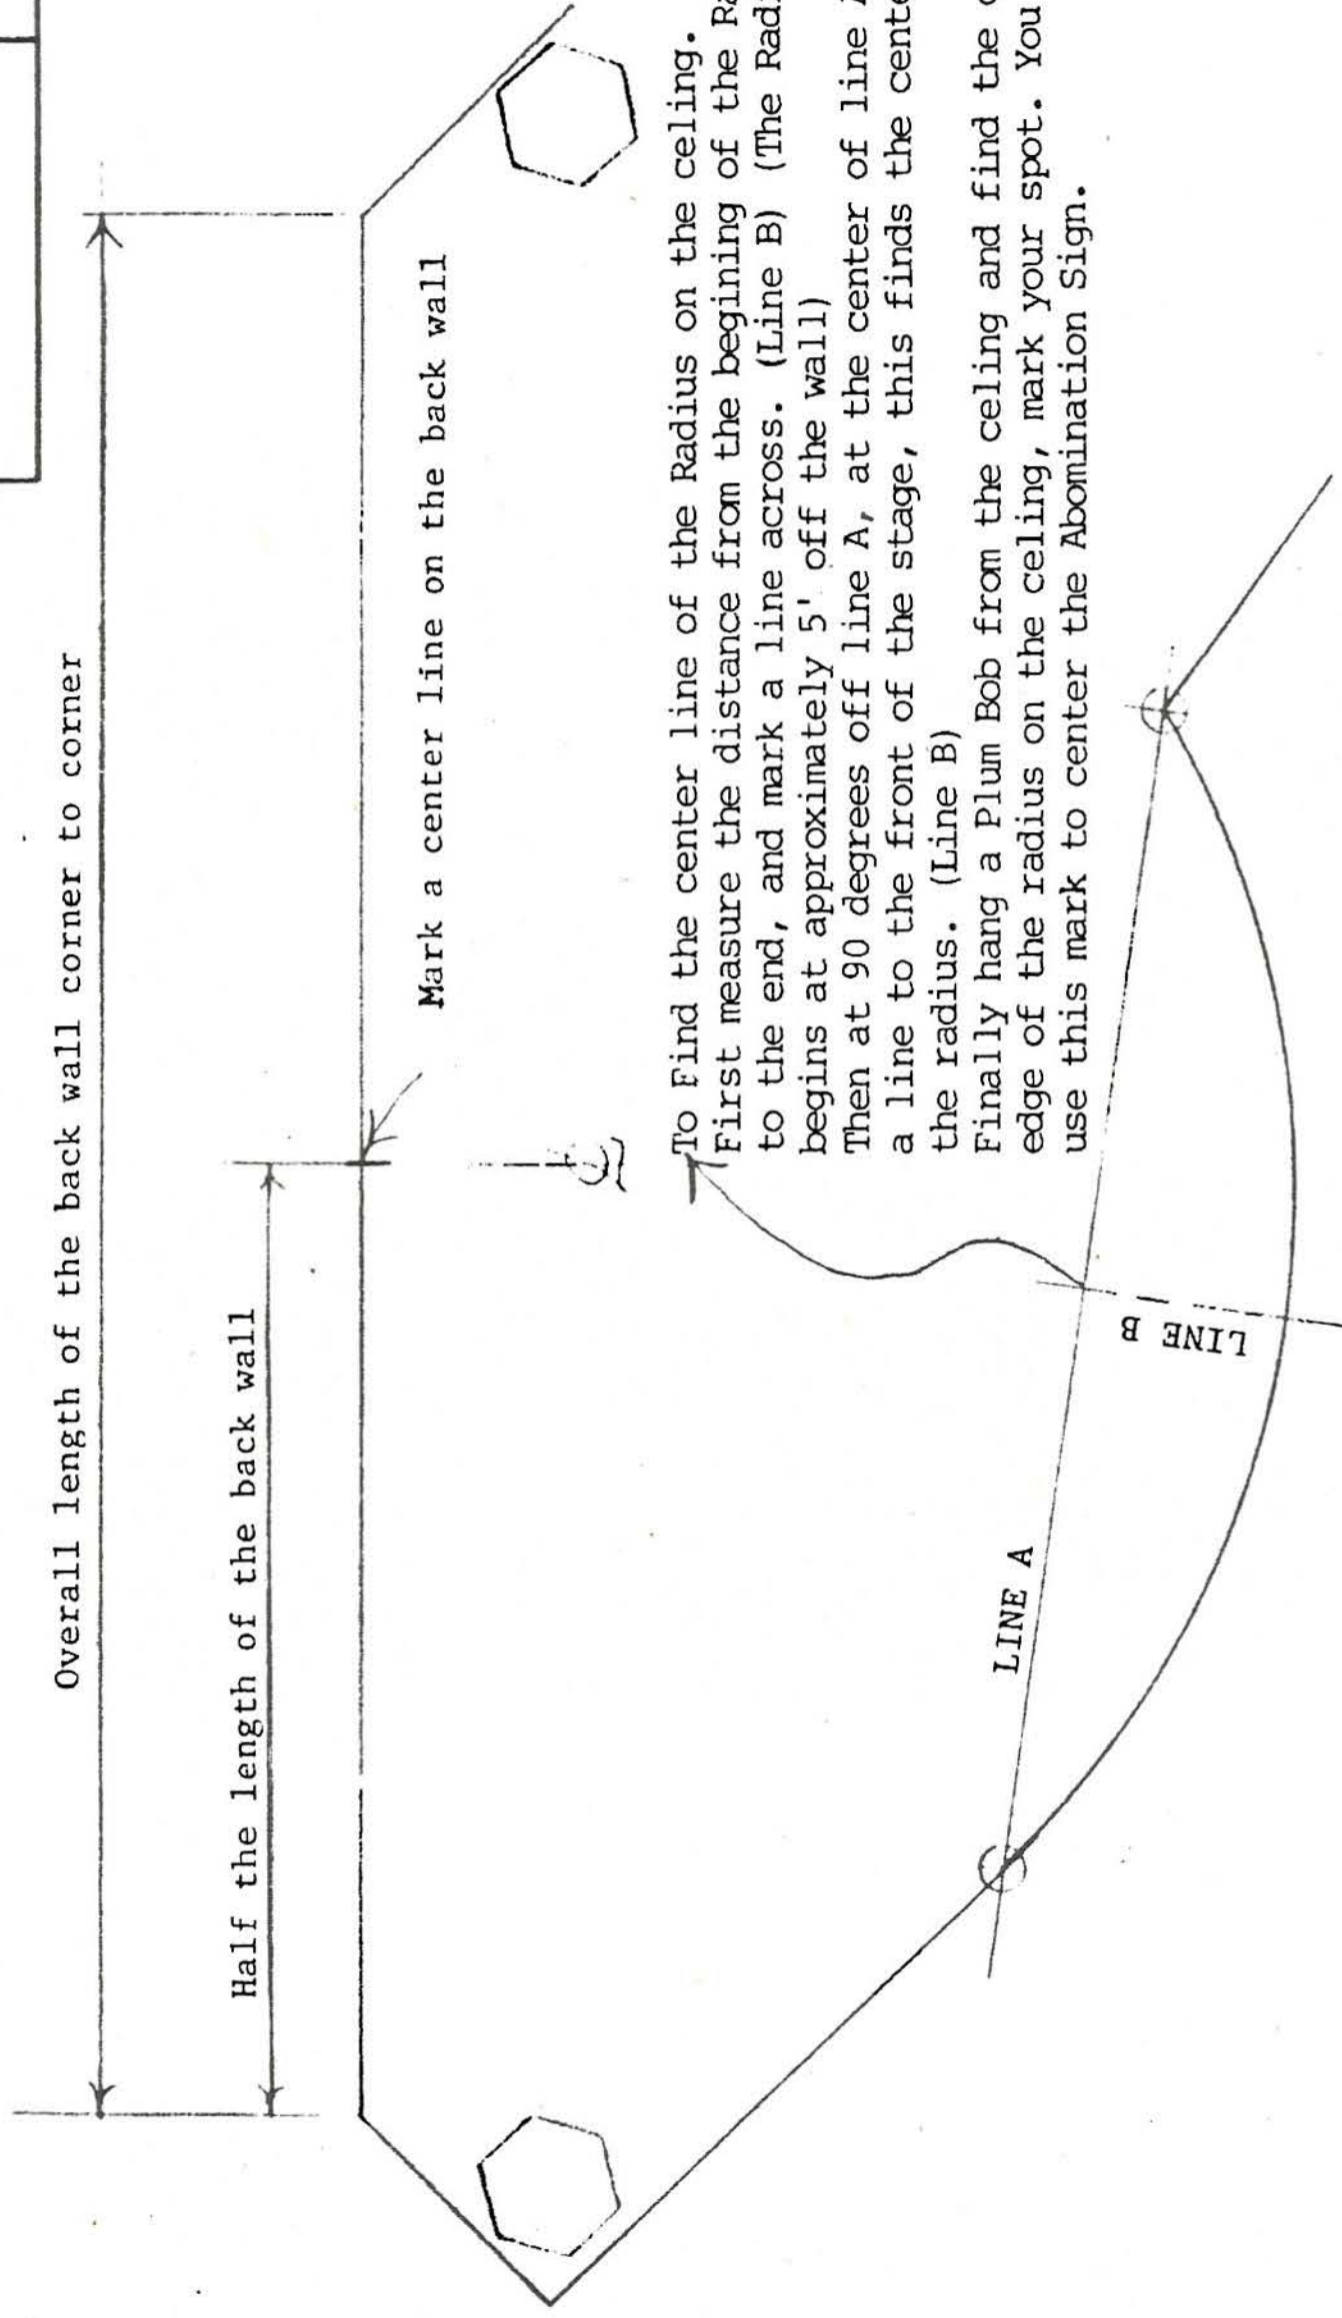 Overall length of the back wall corner to corner
Half the length of the back wall
Mark a center line on the back wall
To Find the center line of the Radius on the celing.
First measure the distance from the begining of the
to the end, and mark a line across. (Line B) (The
begins at approximately 5' off the wall)
Then at 90 degrees off line A, at the center of line
a line to the front of the stage, this finds the
the radius. (Line B)
Finally hang a Plum Bob from the celing and find the
edge of the radius on the celing, mark your spot. You
use this mark to center the Abomination Sign.
LINE A
LINE B